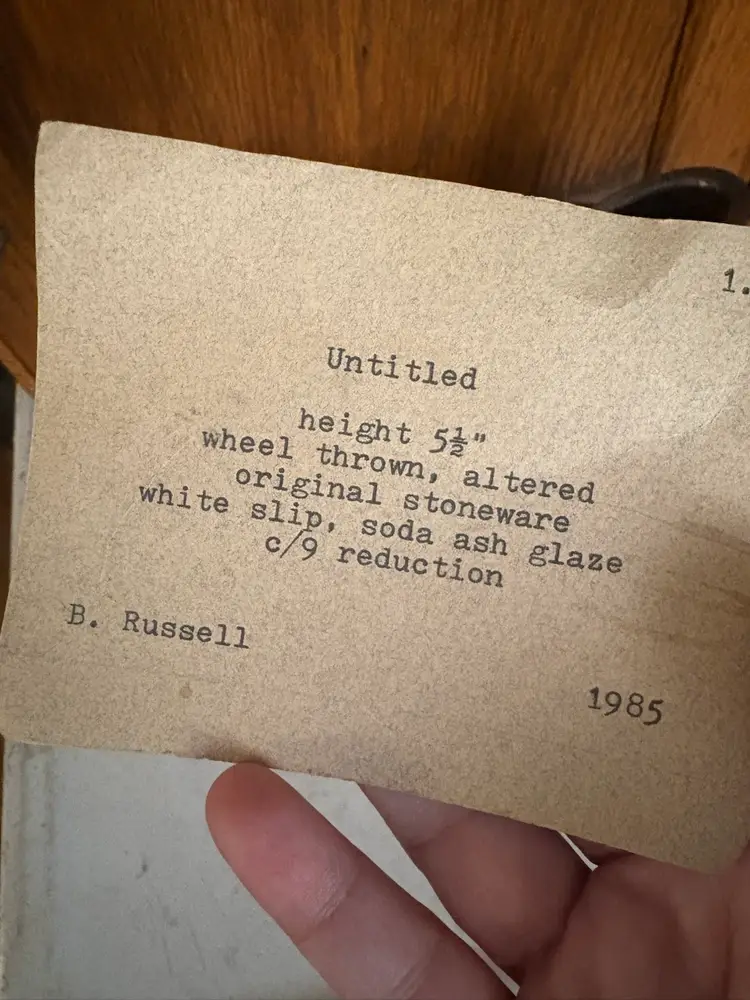 1.
Untitled
height 5½"
wheel thrown, altered
original stoneware
white slip, soda ash glaze
c/9 reduction
B. Russell
1985